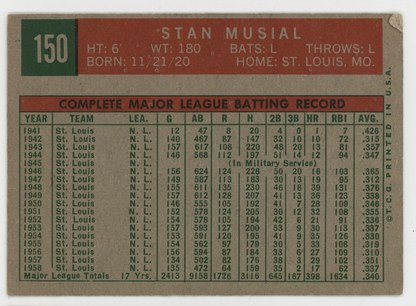 150
STAN MUSIAL
HT: 6' WT: 180 BATS: L THROWS: L
BORN: 11/21/20 HOME: ST. LOUIS, MO.
COMPLETE MAJOR LEAGUE BATTING RECORD
YEAR TEAM LEA. G AB R H 2B 3B HR RBI AVG.
1941 St. Louis N. L. 12 47 8 20 4 0 1 7 .426
1942 St. Louis N. L. 140 467 87 147 32 10 10 72 .315
1943 St. Louis N. L. 157 617 108 220 48 20 13 81 .357
1944 St. Louis N. L. 146 568 112 197 51 14 12 94 .347
1945 St. Louis N. L. (In Military Service)
1946 St. Louis N. L. 156 624 124 228 50 20 16 103 .365
1947 St. Louis N. L. 149 587 113 183 30 13 19 95 .312
1948 St. Louis N. L. 155 611 135 230 46 18 39 131 .376
1949 St. Louis N. L. 157 612 128 207 41 13 36 123 .338
1950 St. Louis N. L. 146 555 105 192 41 7 28 109 .346
1951 St. Louis N. L. 152 578 124 205 30 12 32 108 .355
1952 St. Louis N. L. 154 578 105 194 42 6 21 91 .336
1953 St. Louis N. L. 157 593 127 200 53 9 30 113 .337
1954 St. Louis N. L. 153 591 120 195 41 9 35 126 .330
1955 St. Louis N. L. 154 562 97 179 30 5 33 108 .319
1956 St. Louis N. L. 156 594 87 184 33 6 27 109 .310
1957 St. Louis N. L. 134 502 82 176 38 3 29 102 .351
1958 St. Louis N. L. 135 472 64 159 35 2 17 62 .337
Major League Totals 17 Yrs. 2413 9158 1726 3116 645 167 398 1634 .340
© T.C.G. PRINTED IN U.S.A.